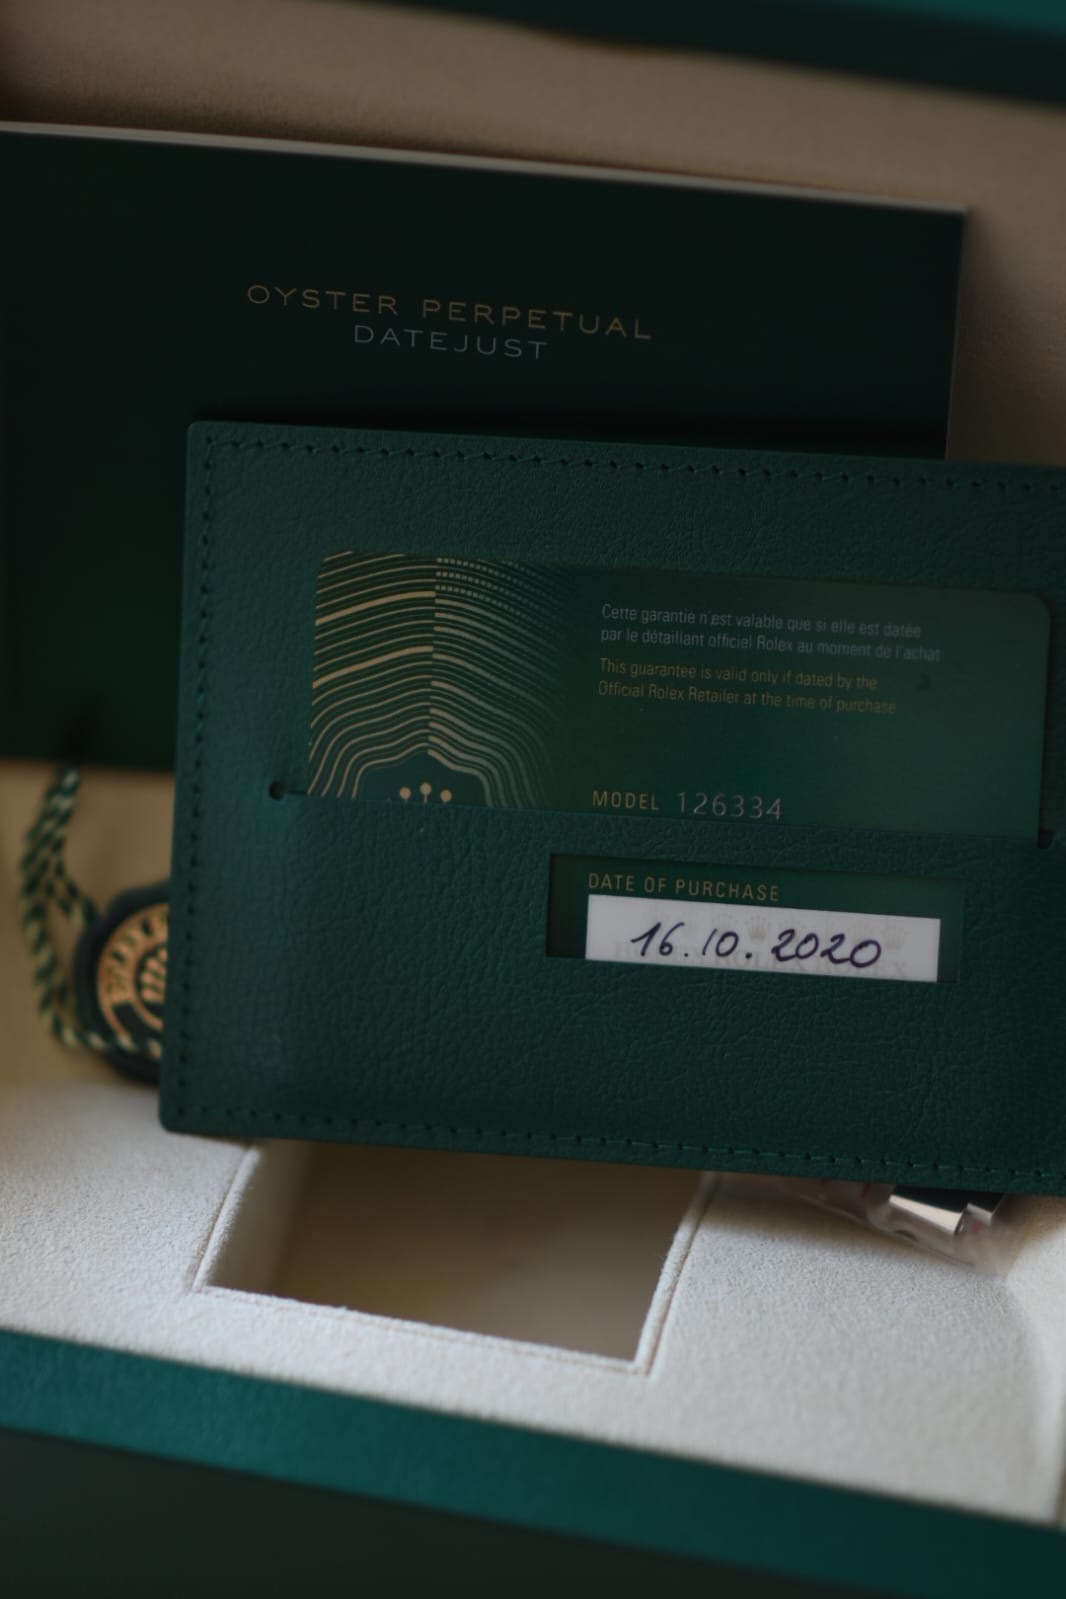 OYSTER PERPETUAL
DATEJUST
Cette garantie n'est valable que si elle est datée
par le détaillant officiel Rolex au moment de l'achat
This guarantee is valid only if dated by the
Official Rolex Retailer at the time of purchase
MODEL 126334
DATE OF PURCHASE
16.10.2020